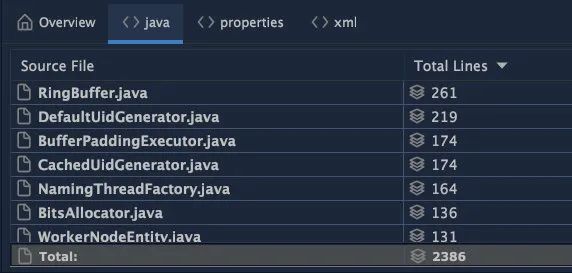 Overview java properties xml
Source File Total Lines
RingBuffer.java 261
DefaultUidGenerator.java 219
BufferPaddingExecutor.java 174
CachedUidGenerator.java 174
NamingThreadFactory.java 164
BitsAllocator.java 136
WorkerNodeEntity.java 131
Total: 2386